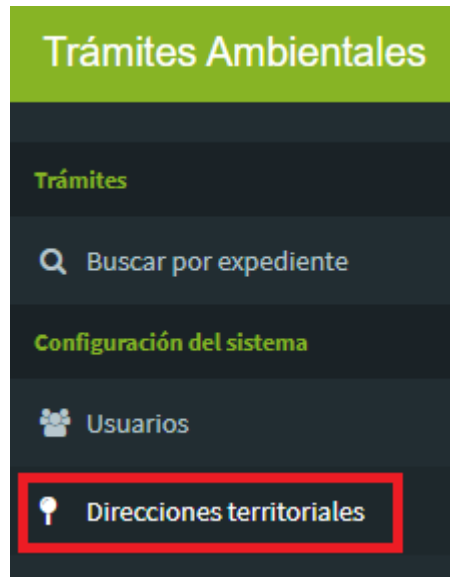 Trámites Ambientales
Trámites
Buscar por expediente
Configuración del sistema
Usuarios
Direcciones territoriales